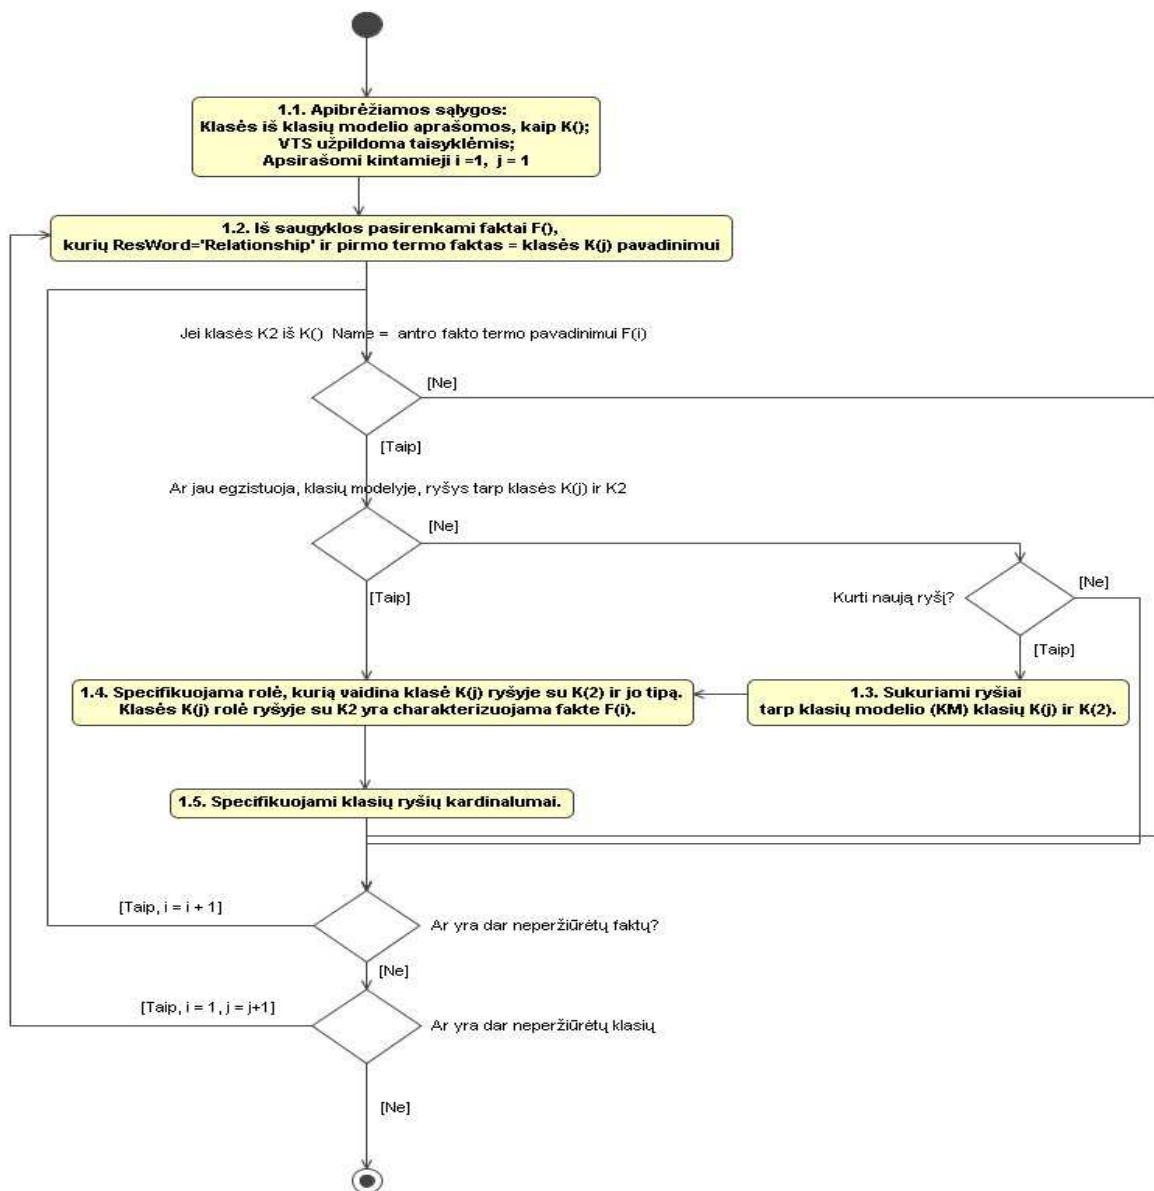 1.1. Apibrėžiamos sąlygos:
Klasės iš klasių modelio aprašomos, kaip K();
VTS užpildoma taisyklėmis;
Apsirašomi kintamieji i =1, j = 1
1.2. Iš saugyklos pasirenkami faktai F(),
kurių ResWord='Relationship' ir pirmo termo faktas = klasės K(j) pavadinimui
Jei klasės K2 iš K() Name = antro fakto termo pavadinimui F(i)
[Ne]
[Taip]
Ar jau egzistuoja, klasių modelyje, ryšys tarp klasės K(j) ir K2
[Ne]
[Taip]
Kurti naują ryšį?
[Ne]
[Taip]
1.4. Specifikuojama rolė, kurią vaidina klasė K(j) ryšyje su K(2) ir jo tipą.
Klasės K(j) rolė ryšyje su K2 yra charakterizuojama fakte F(i).
1.3. Sukuriami ryšiai
tarp klasių modelio (KM) klasių K(j) ir K(2).
1.5. Specifikuojami klasių ryšių kardinalumai.
[Taip, i = i + 1]
Ar yra dar neperžiūrėtų faktų?
[Ne]
[Taip, i = 1, j = j+1]
Ar yra dar neperžiūrėtų klasių
[Ne]